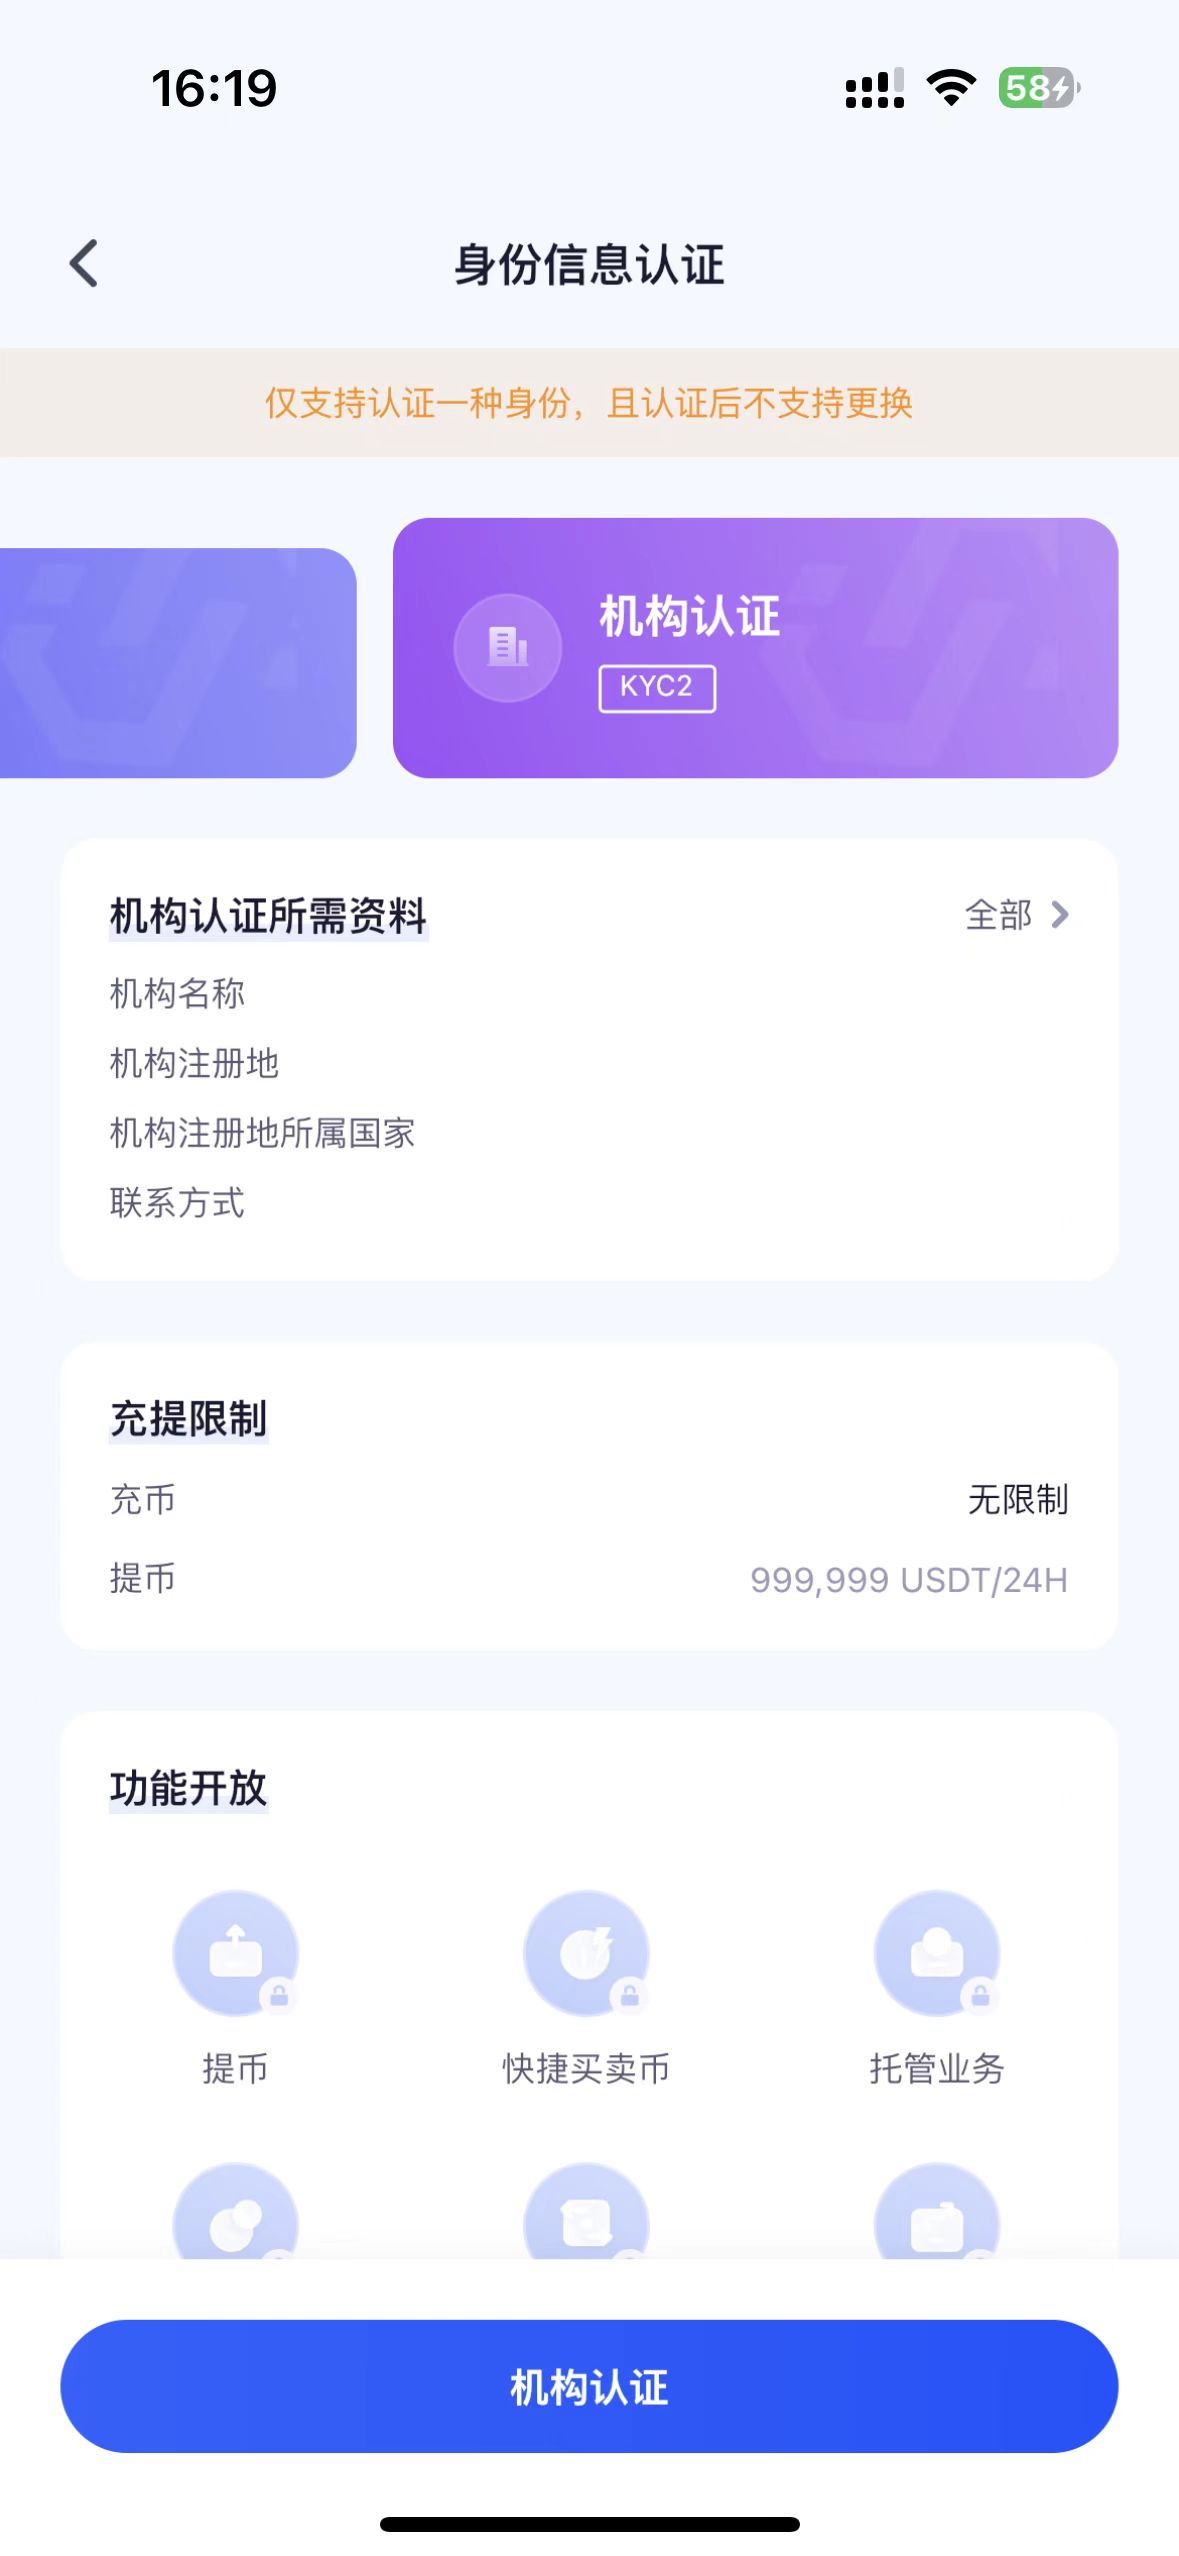 16:19
58
身份信息认证
仅支持认证一种身份，且认证后不支持更换
机构认证
KYC2
机构认证所需资料
全部
机构名称
机构注册地
机构注册地所属国家
联系方式
充提限制
充币 无限制
提币 999,999 USDT/24H
功能开放
提币 快捷买卖币 托管业务
机构认证